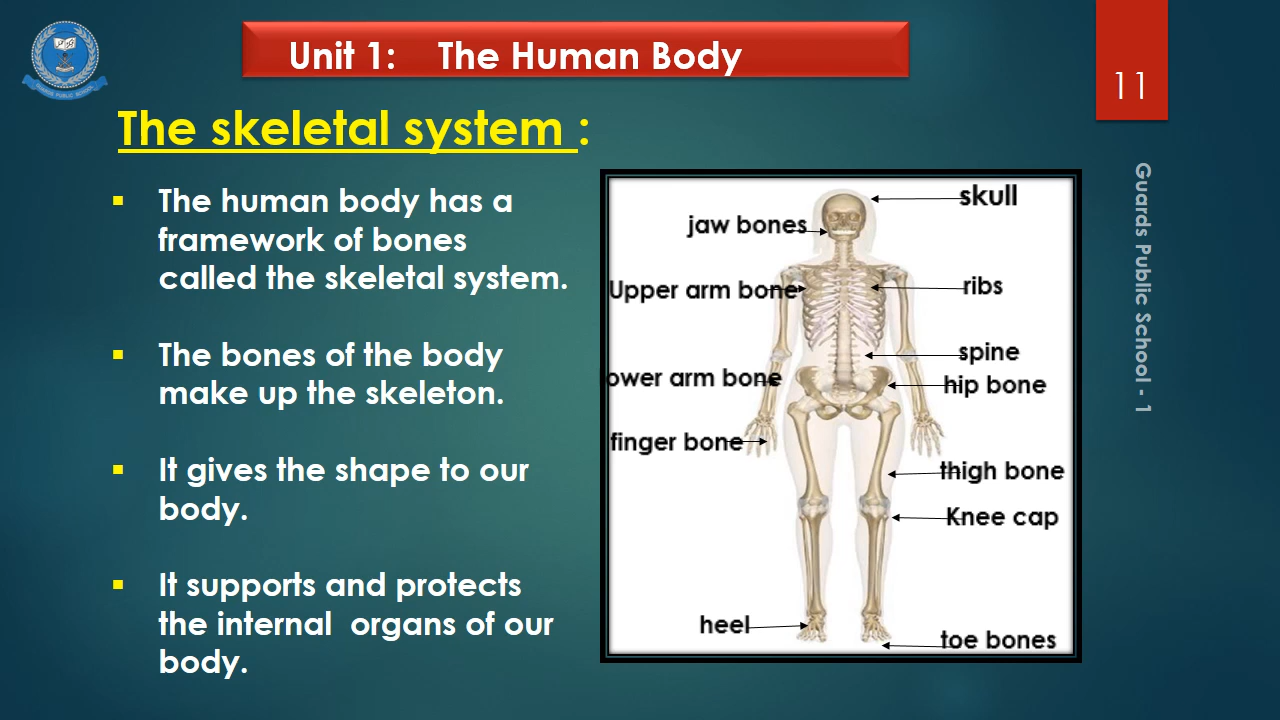 Unit 1: The Human Body
11
The skeletal system :
▪ The human body has a
framework of bones
called the skeletal system.
▪ The bones of the body
make up the skeleton.
▪ It gives the shape to our
body.
▪ It supports and protects
the internal organs of our
body.
skull
jaw bones
Upper arm bone
ribs
spine
ower arm bone
hip bone
finger bone
thigh bone
Knee cap
heel
toe bones
Guards Public School - 1